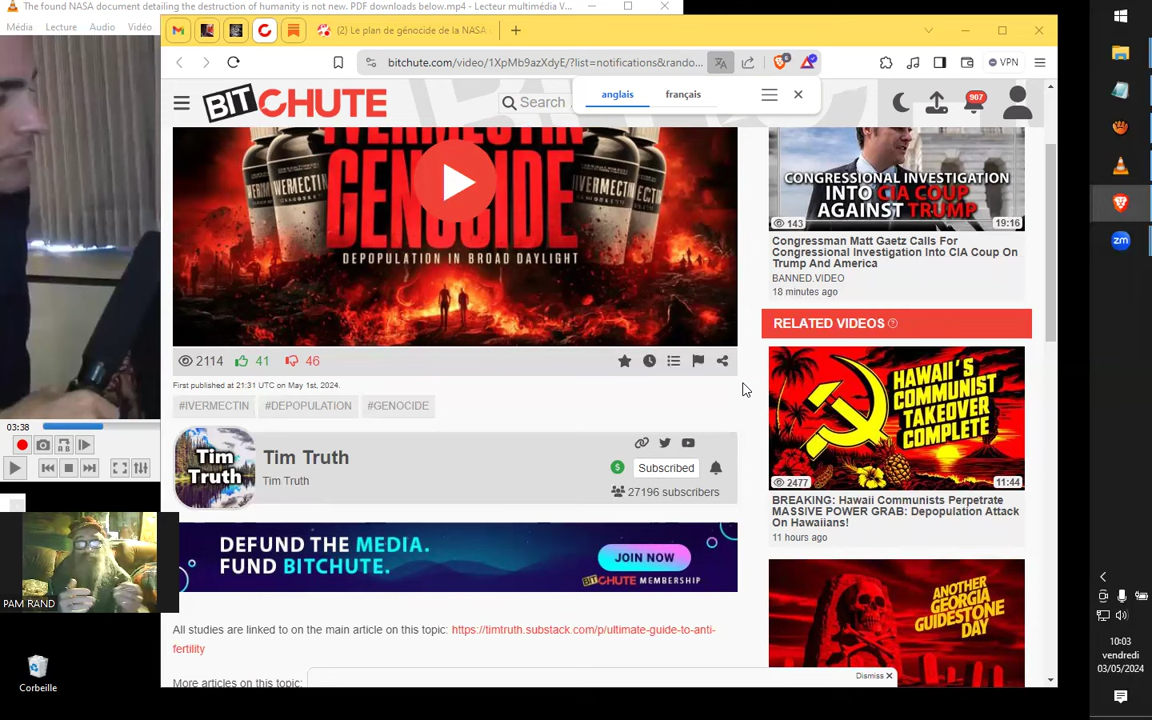 The found NASA document detailing the destruction of humanity is not new. PDF downloads below.mp4 - Lecteur multimédia V...
Média Lecture Audio Vidéo
(2) Le plan de génocide de la NASA
bitchute.com/video/1XpMb9azXdyE/?list=notifications&rando...
VPN
anglais français
BITCHUTE
Search
907
IVERMECTIN
GENOCIDE
DEPOPULATION IN BROAD DAYLIGHT
CONGRESSIONAL INVESTIGATION
INTO CIA COUP
AGAINST TRUMP
143 19:16
Congressman Matt Gaetz Calls For
Congressional Investigation Into CIA Coup On
Trump And America
BANNED.VIDEO
18 minutes ago
RELATED VIDEOS
2114 41 46
First published at 21:31 UTC on May 1st, 2024.
#IVERMECTIN #DEPOPULATION #GENOCIDE
Tim
Truth
Tim Truth
Tim Truth
Subscribed
27196 subscribers
HAWAII'S
COMMUNIST
TAKEOVER
COMPLETE
2477 11:44
BREAKING: Hawaii Communists Perpetrate
MASSIVE POWER GRAB: Depopulation Attack
On Hawaiians!
11 hours ago
DEFUND THE MEDIA.
FUND BITCHUTE.
JOIN NOW
BITCHUTE MEMBERSHIP
ANOTHER
GEORGIA
GUIDESTONE
DAY
All studies are linked to on the main article on this topic: https://timtruth.substack.com/p/ultimate-guide-to-anti-
fertility
More articles on this topic:
Dismiss
03:38
PAM RAND
Corbeille
zm
10:03
vendredi
03/05/2024